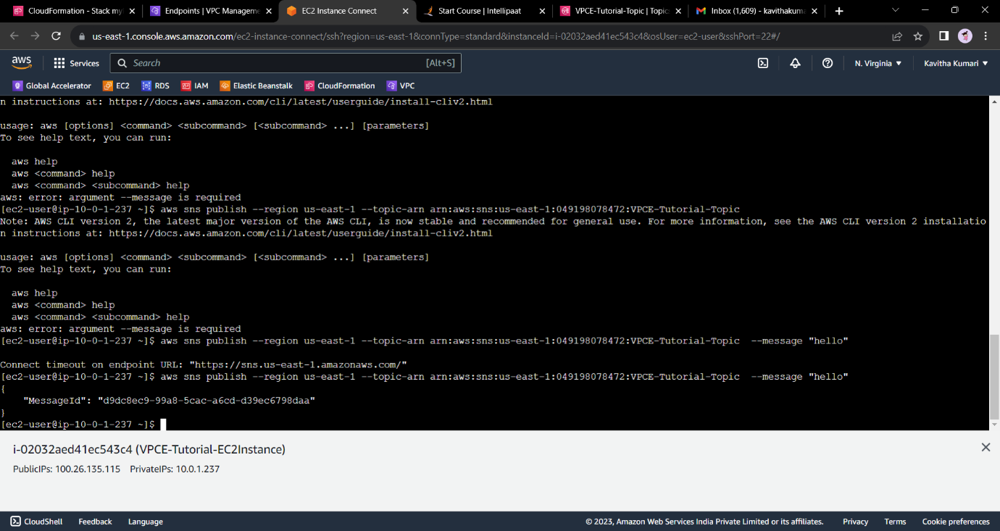 CloudFormation - Stack my
Endpoints | VPC Manageme
EC2 Instance Connect
Start Course | Intellipaat
VPCE-Tutorial-Topic | Topic
Inbox (1,609) - kavithakuma
us-east-1.console.aws.amazon.com/ec2-instance-connect/ssh?region=us-east-1&connType=standard&instanceId=i-02032aed41ec543c4&osUser=ec2-user&sshPort=22#/
aws Services Search [Alt+S] N. Virginia Kavitha Kumari
Global Accelerator EC2 RDS IAM Elastic Beanstalk CloudFormation VPC
n instructions at: https://docs.aws.amazon.com/cli/latest/userguide/install-cliv2.html
usage: aws [options] <command> <subcommand> [<subcommand> ...] [parameters]
To see help text, you can run:
aws help
aws <command> help
aws <command> <subcommand> help
aws: error: argument --message is required
[ec2-user@ip-10-0-1-237 ~]$ aws sns publish --region us-east-1 --topic-arn arn:aws:sns:us-east-1:049198078472:VPCE-Tutorial-Topic
Note: AWS CLI version 2, the latest major version of the AWS CLI, is now stable and recommended for general use. For more information, see the AWS CLI version 2 installatio
n instructions at: https://docs.aws.amazon.com/cli/latest/userguide/install-cliv2.html
usage: aws [options] <command> <subcommand> [<subcommand> ...] [parameters]
To see help text, you can run:
aws help
aws <command> help
aws <command> <subcommand> help
aws: error: argument --message is required
[ec2-user@ip-10-0-1-237 ~]$ aws sns publish --region us-east-1 --topic-arn arn:aws:sns:us-east-1:049198078472:VPCE-Tutorial-Topic --message "hello"
Connect timeout on endpoint URL: "https://sns.us-east-1.amazonaws.com/"
[ec2-user@ip-10-0-1-237 ~]$ aws sns publish --region us-east-1 --topic-arn arn:aws:sns:us-east-1:049198078472:VPCE-Tutorial-Topic --message "hello"
{
"MessageId": "d9dc8ec9-99a8-5cac-a6cd-d39ec6798daa"
}
[ec2-user@ip-10-0-1-237 ~]$
i-02032aed41ec543c4 (VPCE-Tutorial-EC2Instance)
PublicIPs: 100.26.135.115 PrivateIPs: 10.0.1.237
CloudShell Feedback Language © 2023, Amazon Web Services India Private Limited or its affiliates. Privacy Terms Cookie preferences